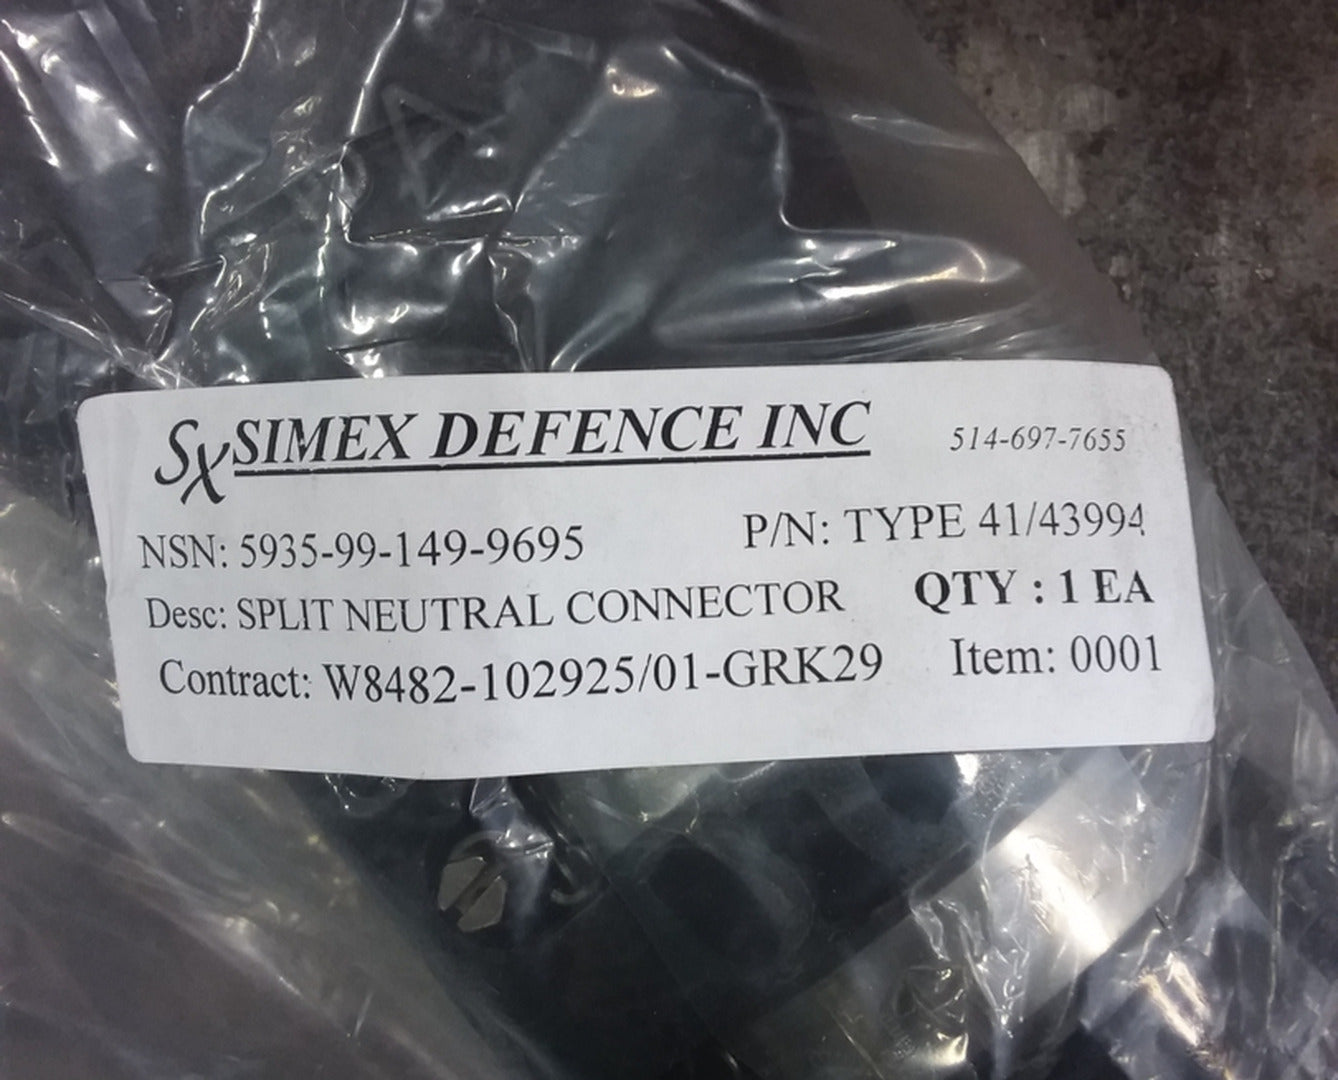 SX SIMEX DEFENCE INC 514-697-7655
NSN: 5935-99-149-9695 P/N: TYPE 41/43994
Desc: SPLIT NEUTRAL CONNECTOR QTY : 1 EA
Contract: W8482-102925/01-GRK29 Item: 0001